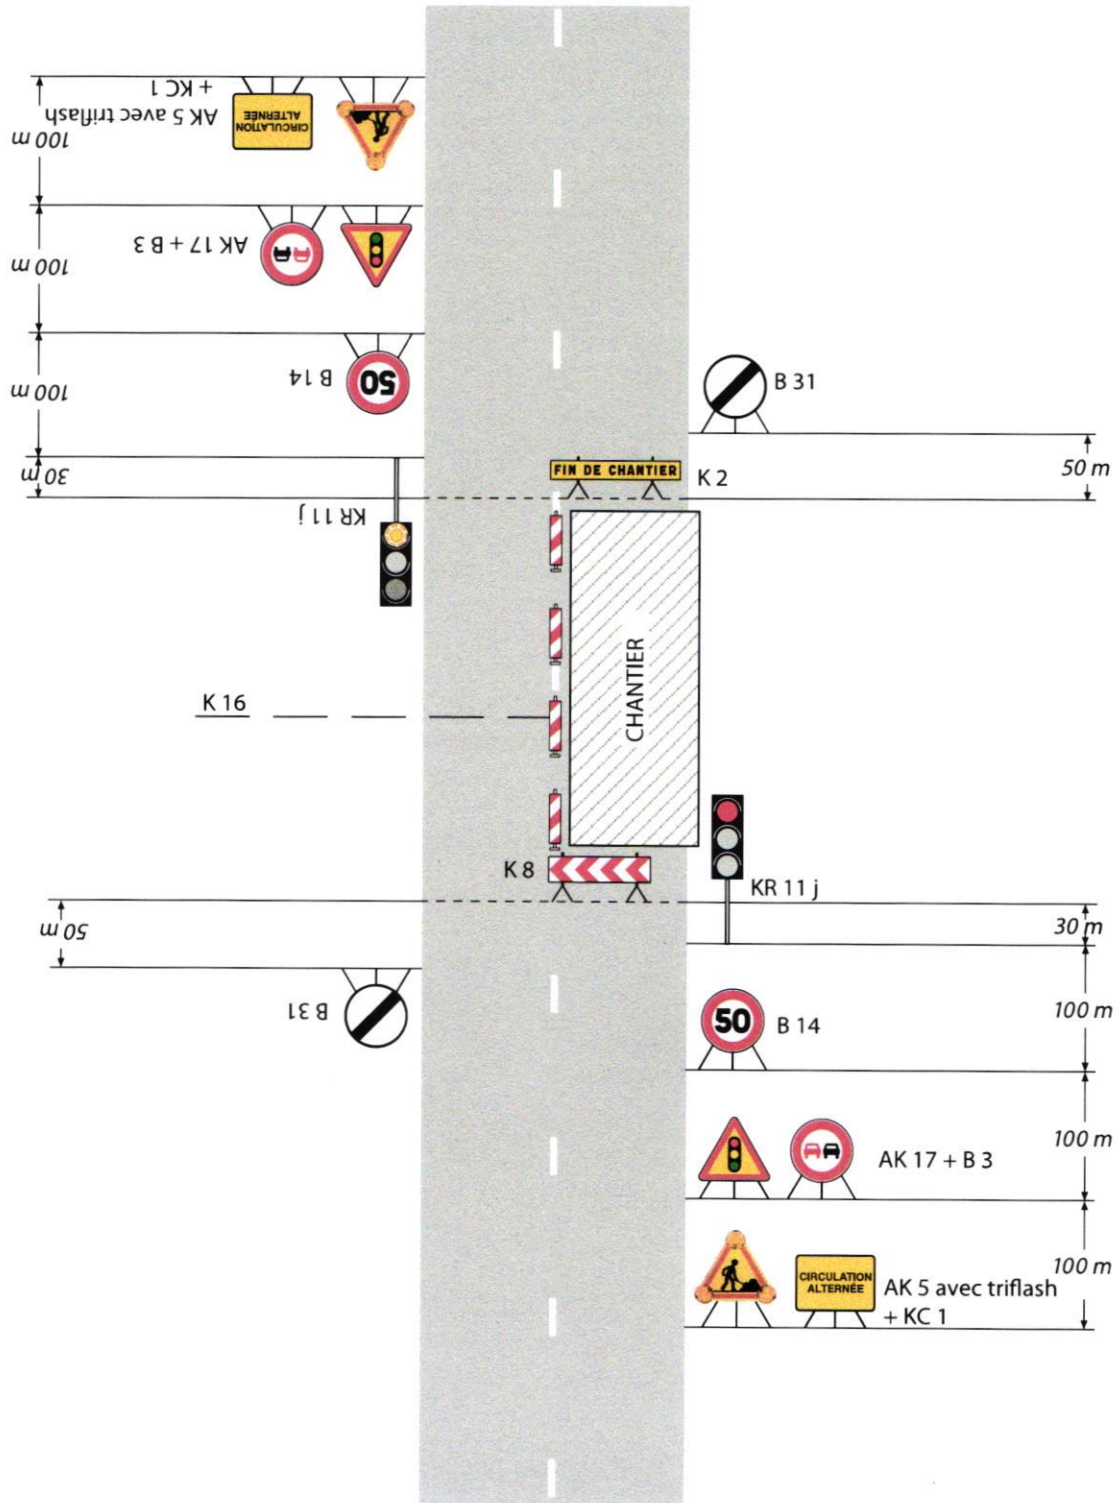 AK 5 avec triflash
+ KC 1
CIRCULATION
ALTERNÉE
100 m
AK 17 + B 3
100 m
B 14
50
100 m
B 31
30 m
FIN DE CHANTIER
K 2
50 m
KR 11 j
CHANTIER
K 16
K 8
KR 11 j
50 m
30 m
B 31
50
B 14
100 m
AK 17 + B 3
100 m
CIRCULATION
ALTERNÉE
AK 5 avec triflash
+ KC 1
100 m